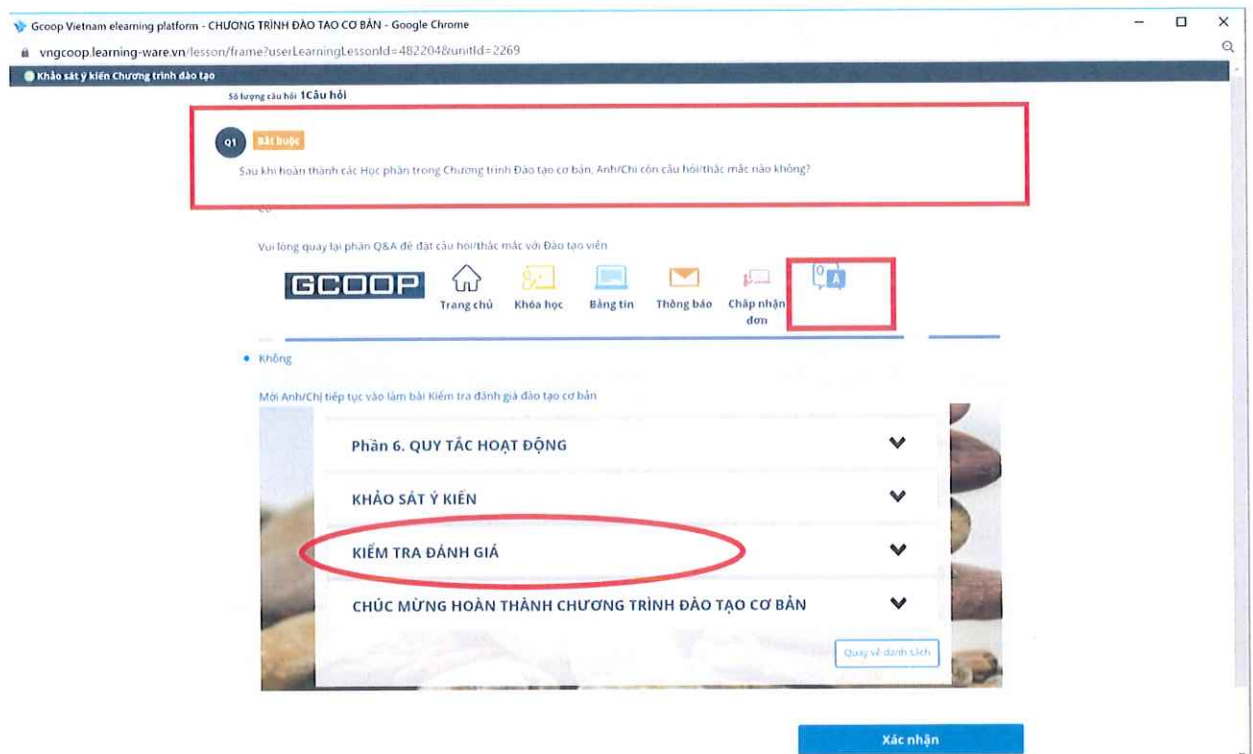 Gcoop Vietnam elearning platform - CHƯƠNG TRÌNH ĐÀO TẠO CƠ BẢN - Google Chrome
vngcoop.learning-ware.vn/lesson/frame?userLearningLessonId=482204&unitId=2269
Khảo sát ý kiến Chương trình đào tạo
Số lượng câu hỏi 1Câu hỏi
Q1 Bắt buộc
Sau khi hoàn thành các Học phần trong Chương trình Đào tạo cơ bản, Anh/Chị còn câu hỏi/thắc mắc nào không?
Có
Vui lòng quay lại phần Q&A để đặt câu hỏi/thắc mắc với Đào tạo viên
GCOOP
Trang chủ Khóa học Bảng tin Thông báo Chấp nhận đơn
Q A
Không
Mời Anh/Chị tiếp tục vào làm bài Kiểm tra đánh giá đào tạo cơ bản
Phần 6. QUY TẮC HOẠT ĐỘNG
KHẢO SÁT Ý KIẾN
KIỂM TRA ĐÁNH GIÁ
CHÚC MỪNG HOÀN THÀNH CHƯƠNG TRÌNH ĐÀO TẠO CƠ BẢN
Quay về danh sách
Xác nhận